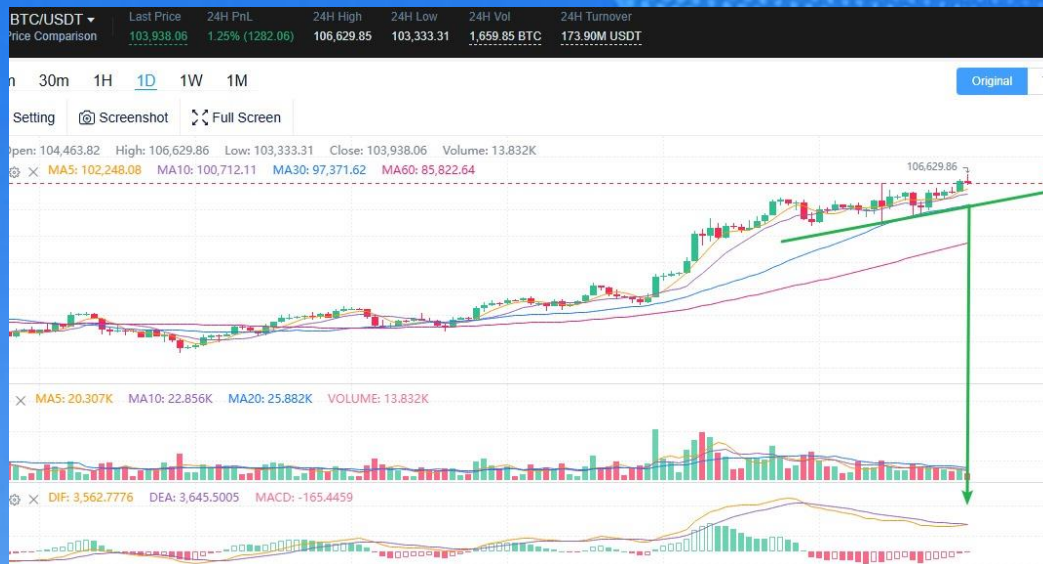 BTC/USDT Last Price 24H PnL 24H High 24H Low 24H Vol 24H Turnover
Price Comparison 103,938.06 1.25% (1282.06) 106,629.85 103,333.31 1,659.85 BTC 173.90M USDT
30m 1H 1D 1W 1M Original
Setting Screenshot Full Screen
Open: 104,463.82 High: 106,629.86 Low: 103,333.31 Close: 103,938.06 Volume: 13.832K
MA5: 102,248.08 MA10: 100,712.11 MA30: 97,371.62 MA60: 85,822.64
106,629.86
MA5: 20.307K MA10: 22.856K MA20: 25.882K VOLUME: 13.832K
DIF: 3,562.7776 DEA: 3,645.5005 MACD: -165.4459